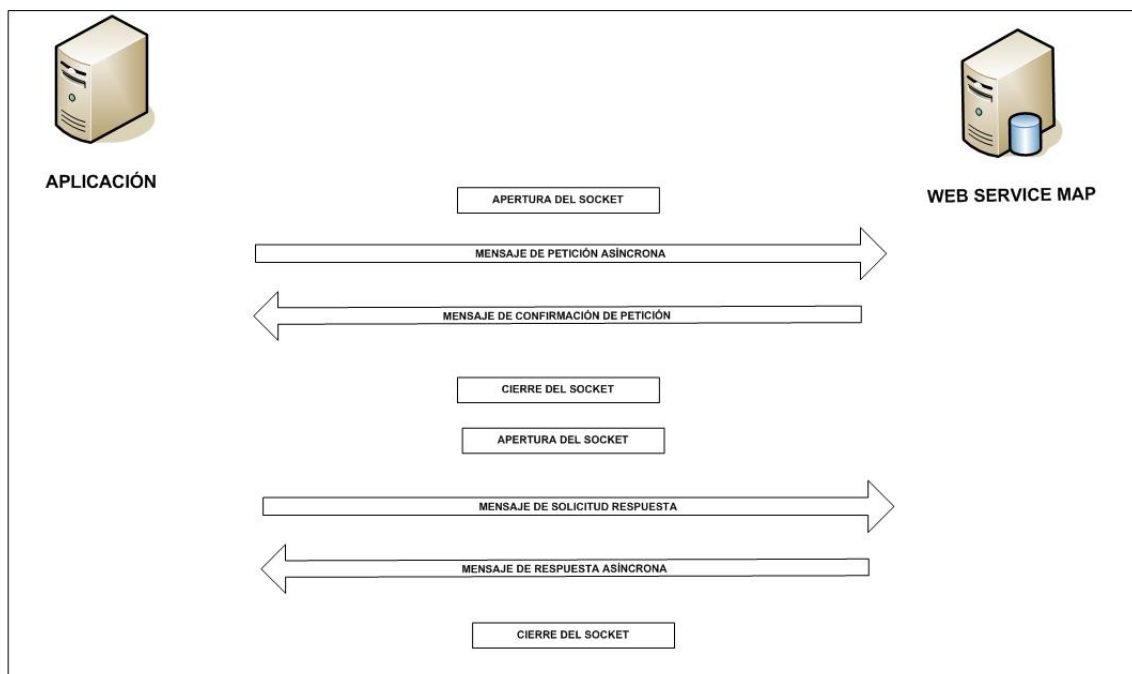 APLICACIÓN
WEB SERVICE MAP
APERTURA DEL SOCKET
MENSAJE DE PETICIÓN ASÍNCRONA
MENSAJE DE CONFIRMACIÓN DE PETICIÓN
CIERRE DEL SOCKET
APERTURA DEL SOCKET
MENSAJE DE SOLICITUD RESPUESTA
MENSAJE DE RESPUESTA ASÍNCRONA
CIERRE DEL SOCKET